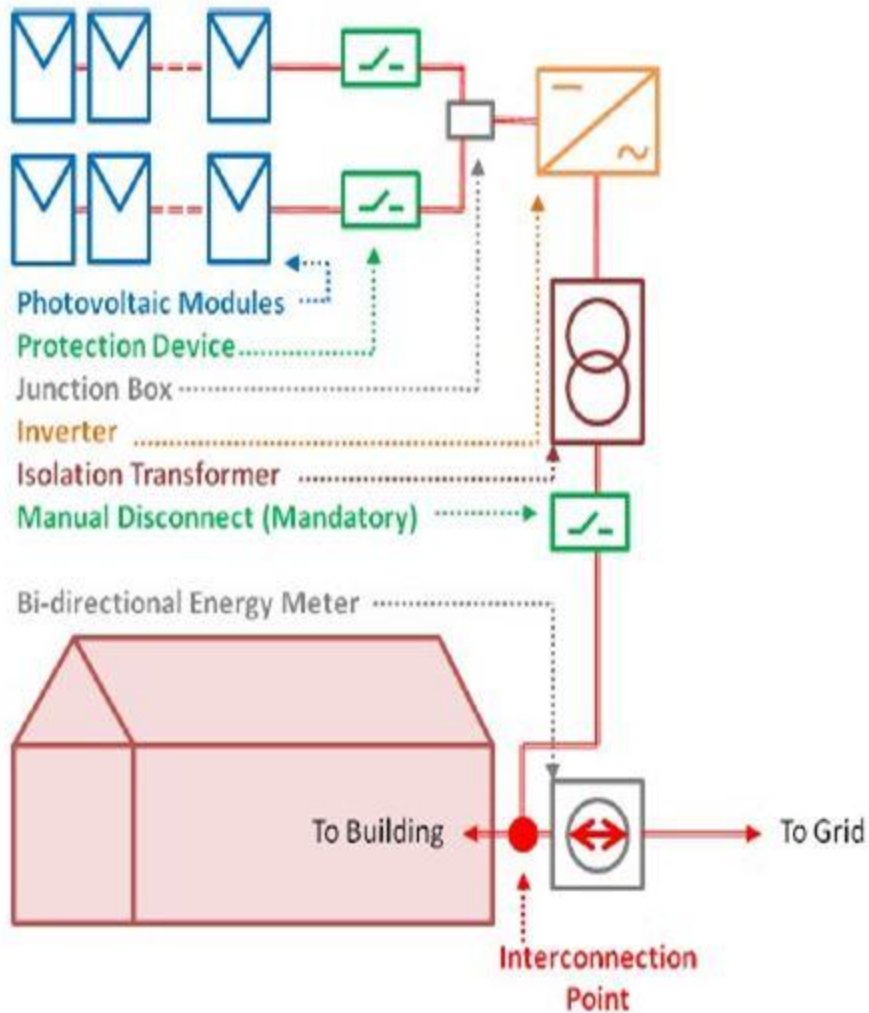 Photovoltaic Modules
Protection Device
Junction Box
Inverter
Isolation Transformer
Manual Disconnect (Mandatory)
Bi-directional Energy Meter
To Building
To Grid
Interconnection
Point